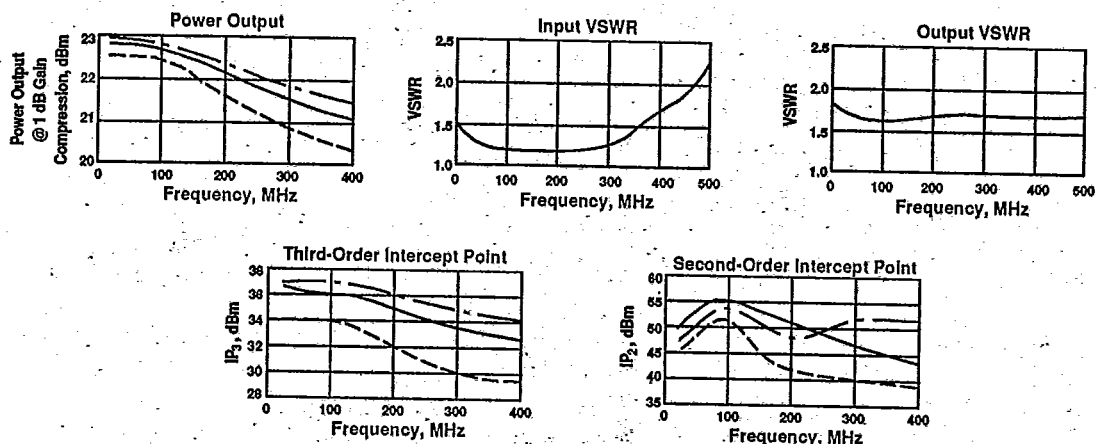 Power Output
Power Output
@ 1 dB Gain
Compression, dBm
23
22
21
20
0 100 200 300 400
Frequency, MHz
Input VSWR
VSWR
2.5
2.0
1.5
1.0
0 100 200 300 400 500
Frequency, MHz
Output VSWR
VSWR
2.5
2.0
1.5
1.0
0 100 200 300 400 500
Frequency, MHz
Third-Order Intercept Point
IP3, dBm
38
36
34
32
30
28
0 100 200 300 400
Frequency, MHz
Second-Order Intercept Point
IP2, dBm
60
55
50
45
40
35
0 100 200 300 400
Frequency, MHz